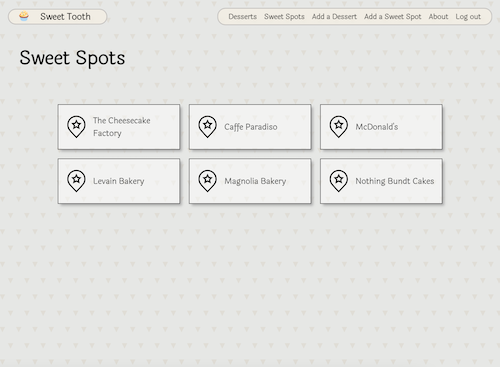 Sweet Tooth
Desserts Sweet Spots Add a Dessert Add a Sweet Spot About Log out
Sweet Spots
The Cheesecake
Factory
Caffe Paradiso
McDonald's
Levain Bakery
Magnolia Bakery
Nothing Bundt Cakes